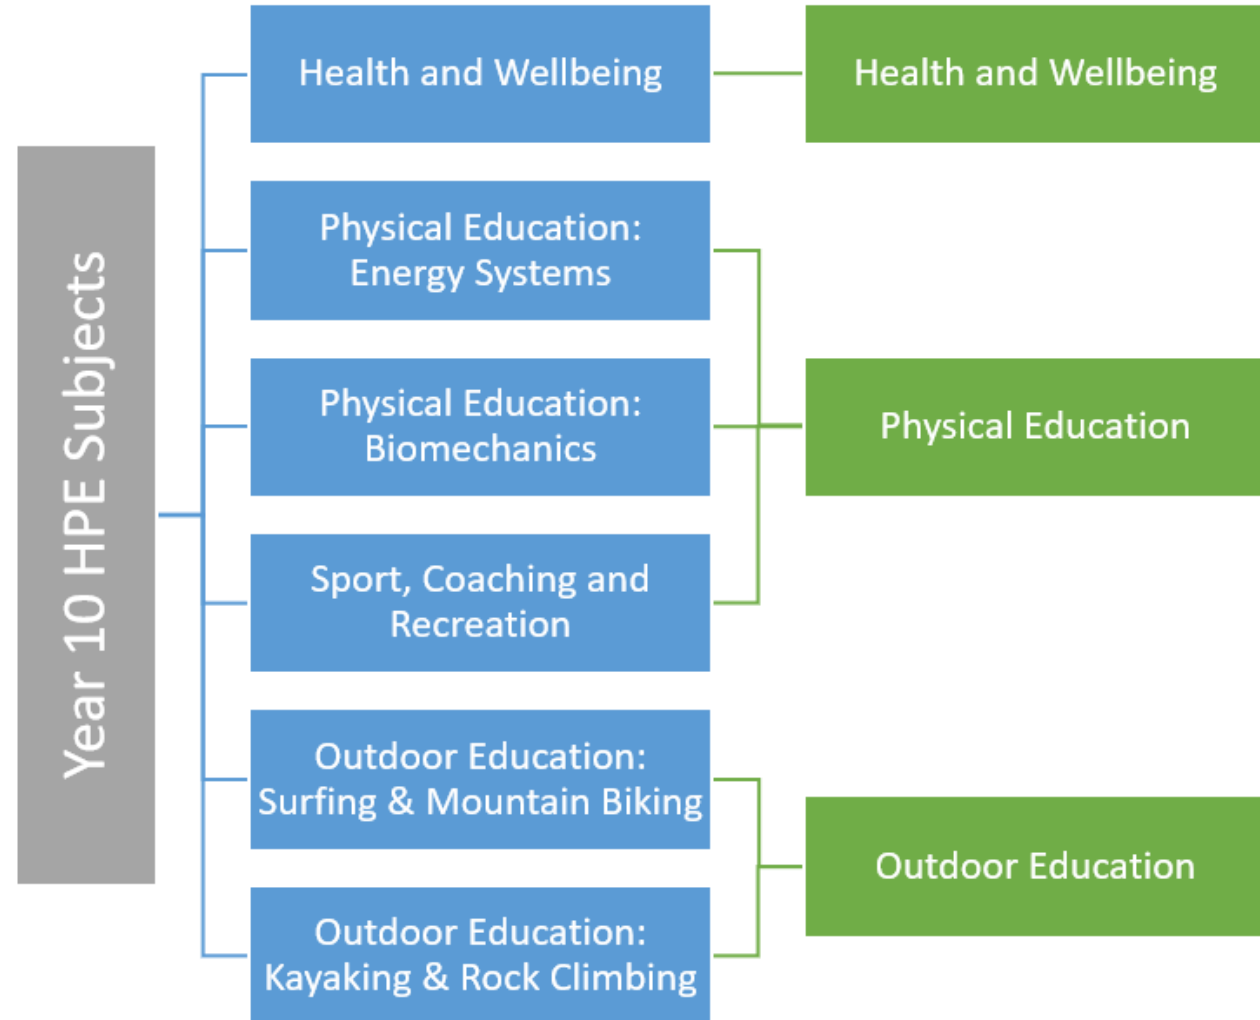 Year 10 HPE Subjects
Health and Wellbeing
Physical Education:
Energy Systems
Physical Education:
Biomechanics
Sport, Coaching and
Recreation
Outdoor Education:
Surfing & Mountain Biking
Outdoor Education:
Kayaking & Rock Climbing
Health and Wellbeing
Physical Education
Outdoor Education